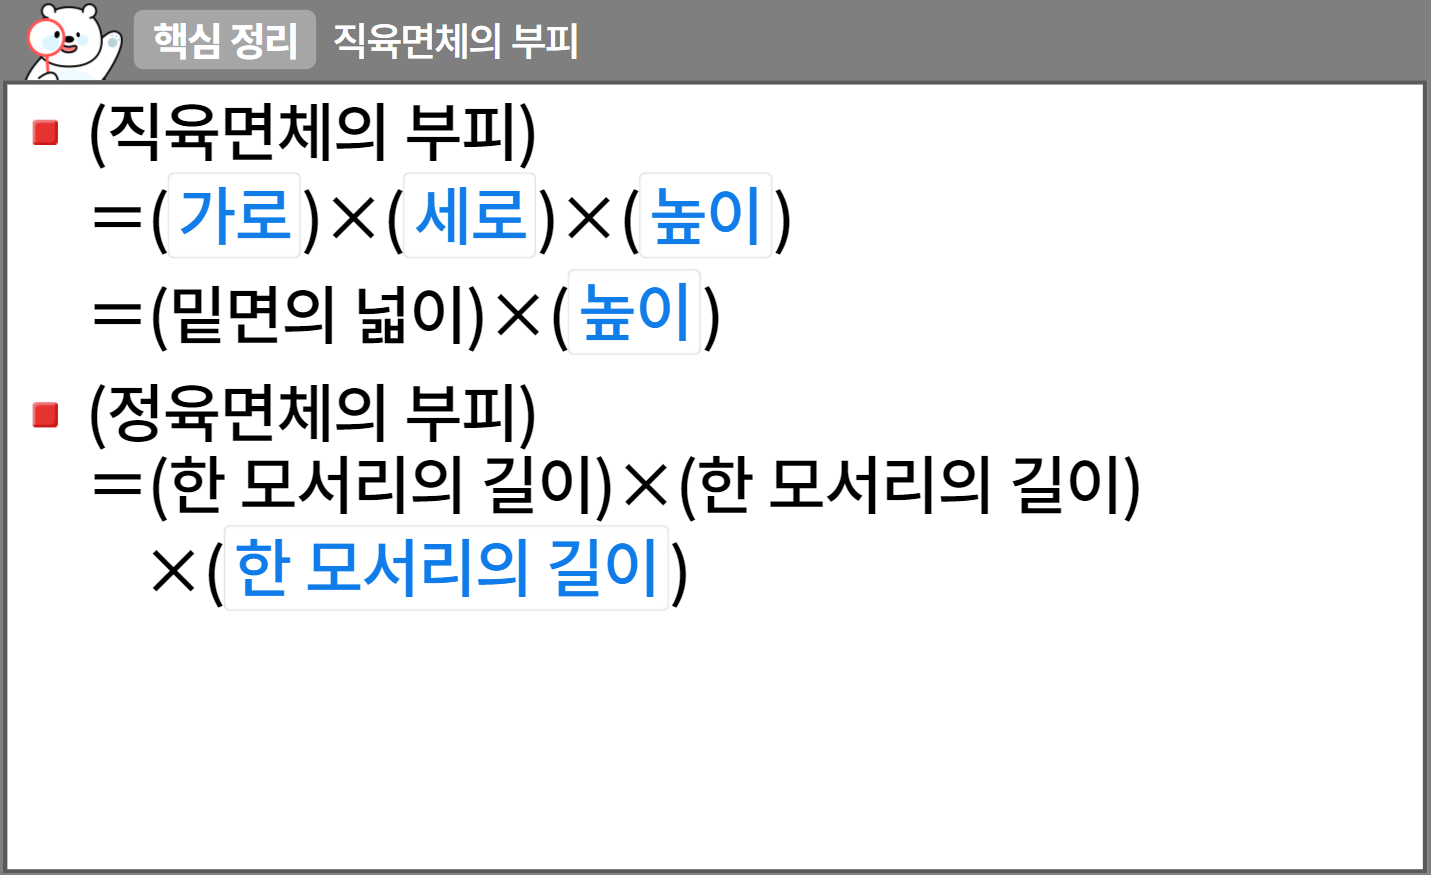 핵심 정리 직육면체의 부피
(직육면체의 부피)
=(가로)×(세로)×(높이)
=(밑면의 넓이)×(높이)
(정육면체의 부피)
=(한 모서리의 길이)×(한 모서리의 길이)
×(한 모서리의 길이)